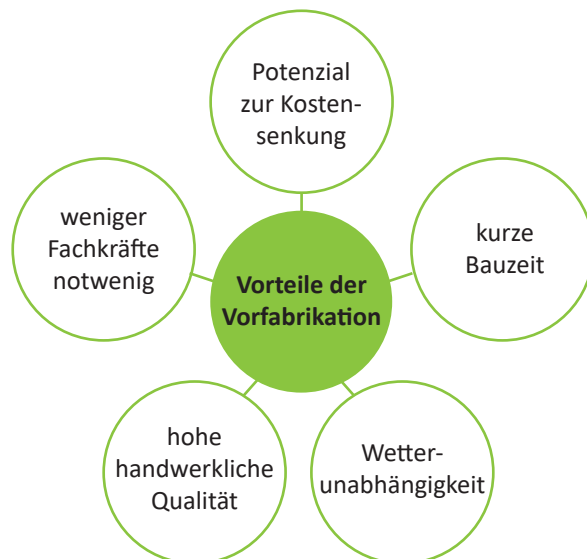 Potenzial
zur Kosten-
senkung
weniger
Fachkräfte
notwenig
kurze
Bauzeit
Vorteile der
Vorfabrikation
hohe
handwerkliche
Qualität
Wetter-
unabhängigkeit